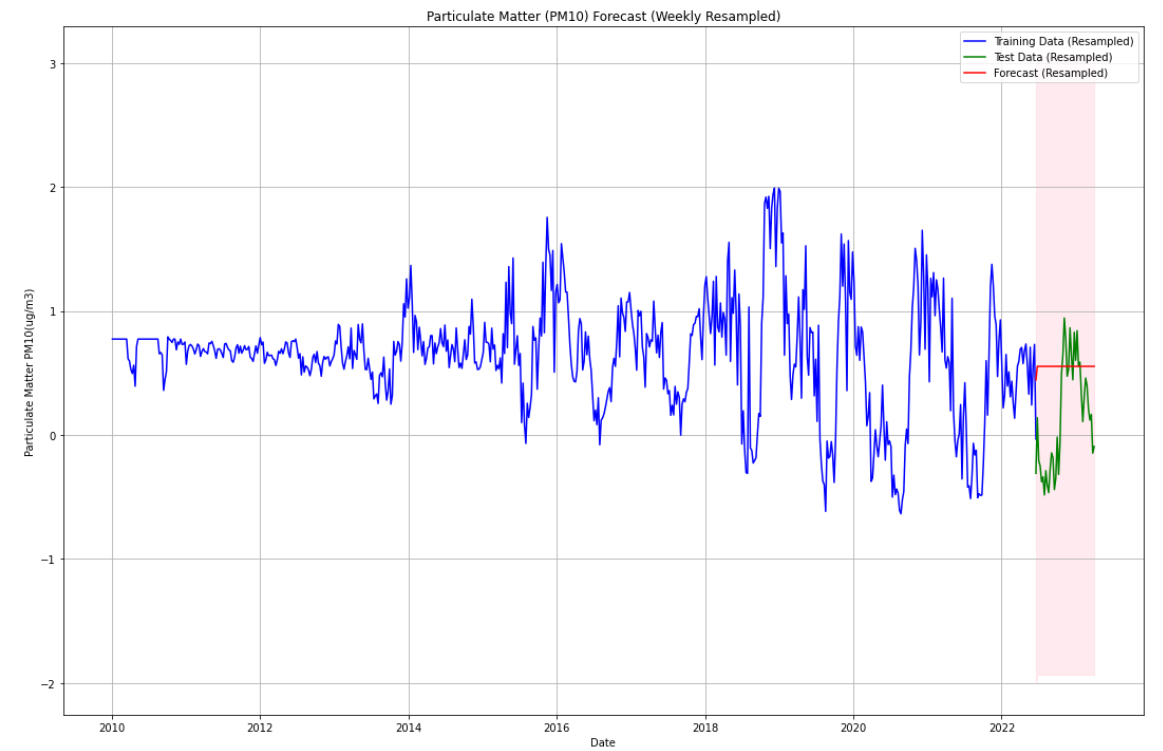 Particulate Matter (PM10) Forecast (Weekly Resampled)
Training Data (Resampled)
Test Data (Resampled)
Forecast (Resampled)
Particulate Matter PM10(ug/m3)
3
2
1
0
−1
−2
2010 2012 2014 2016 2018 2020 2022
Date